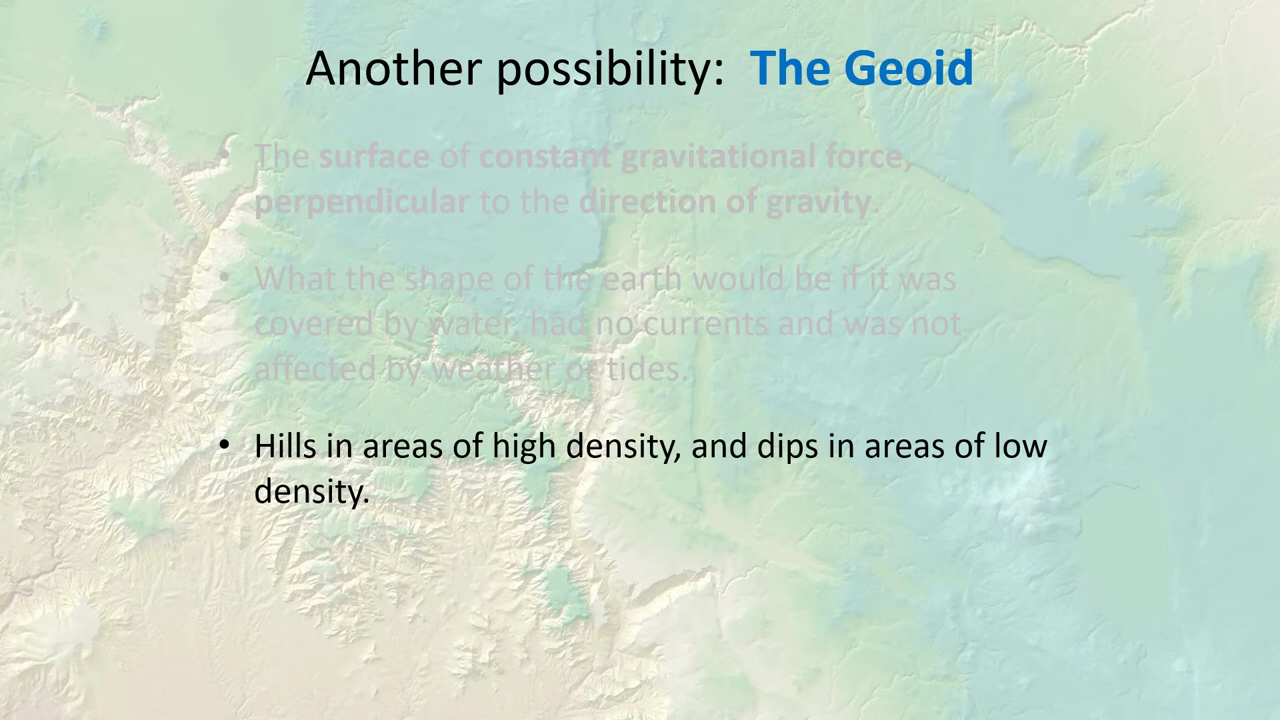 Another possibility: The Geoid
• The surface of constant gravitational force,
perpendicular to the direction of gravity.
• What the shape of the earth would be if it was
covered by water, had no currents and was not
affected by weather or tides.
• Hills in areas of high density, and dips in areas of low
density.